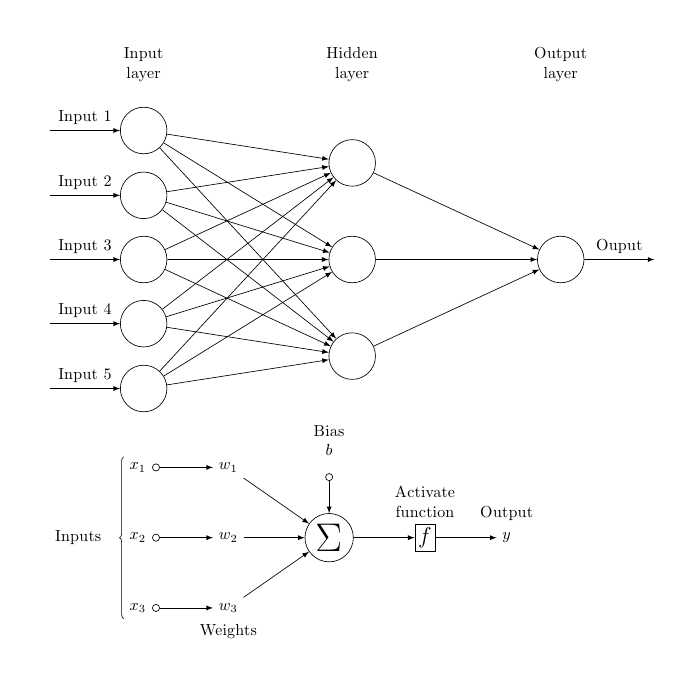 Input
layer
Hidden
layer
Output
layer
Input 1
Input 2
Input 3
Input 4
Input 5
Ouput
Bias
b
x₁ w₁
Activate
function
Output
Inputs x₂ w₂ ∑ f y
x₃ w₃
Weights